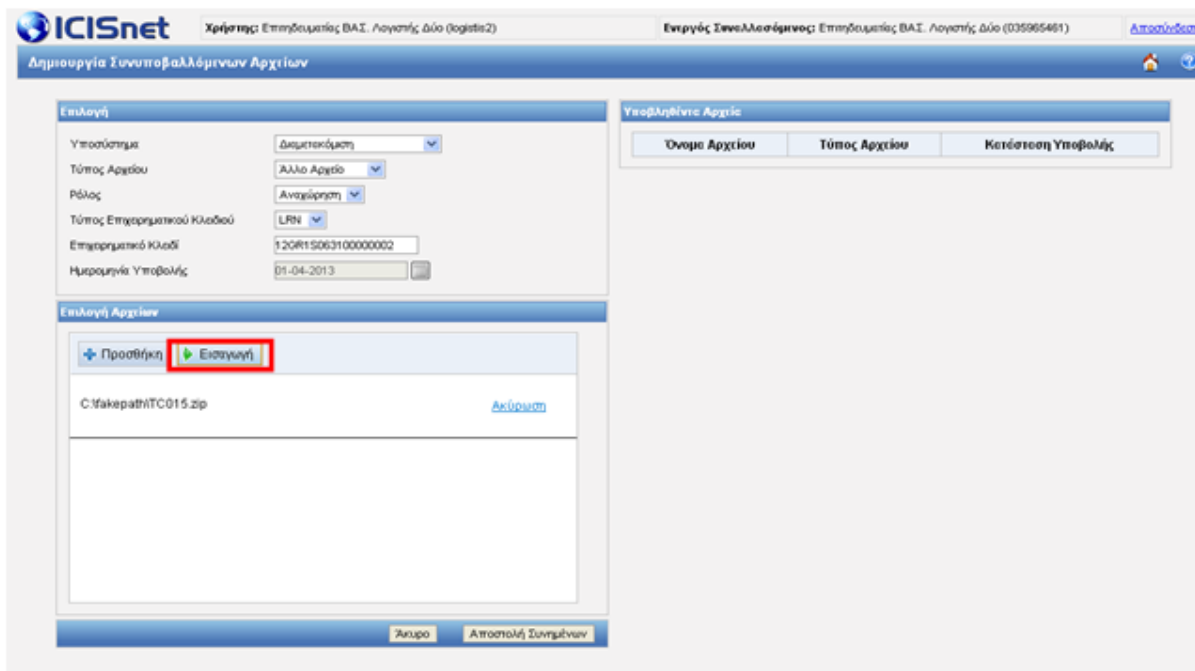 ICISnet
Χρήστης: Επιτηδευματίας ΒΑΣ. Λογιστής Δύο (logistis2)
Ενεργός Συναλλασσόμενος: Επιτηδευματίας ΒΑΣ. Λογιστής Δύο (035965461)
Αποσύνδεση
Δημιουργία Συνυποβαλλόμενων Αρχείων
Επιλογή
Υποσύστημα
Διαμετακόμιση
Τύπος Αρχείου
Άλλο Αρχείο
Ρόλος
Αναχώρηση
Τύπος Επιχειρηματικού Κλειδιού
LRN
Επιχειρηματικό Κλειδί
12GR1S063100000002
Ημερομηνία Υποβολής
01-04-2013
Υποβληθέντα Αρχεία
Όνομα Αρχείου
Τύπος Αρχείου
Κατάσταση Υποβολής
Επιλογή Αρχείων
Προσθήκη
Εισαγωγή
C:\fakepath\TC015.zip
Ακύρωση
Άκυρο
Αποστολή Συνημένων